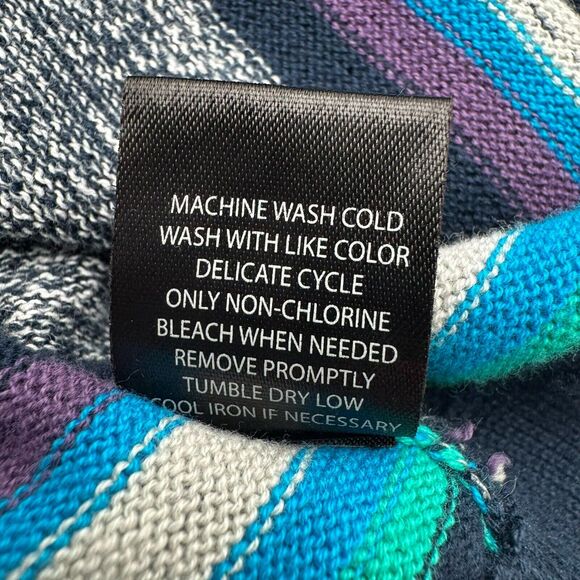 MACHINE WASH COLD
WASH WITH LIKE COLOR
DELICATE CYCLE
ONLY NON-CHLORINE
BLEACH WHEN NEEDED
REMOVE PROMPTLY
TUMBLE DRY LOW
COOL IRON IF NECESSARY